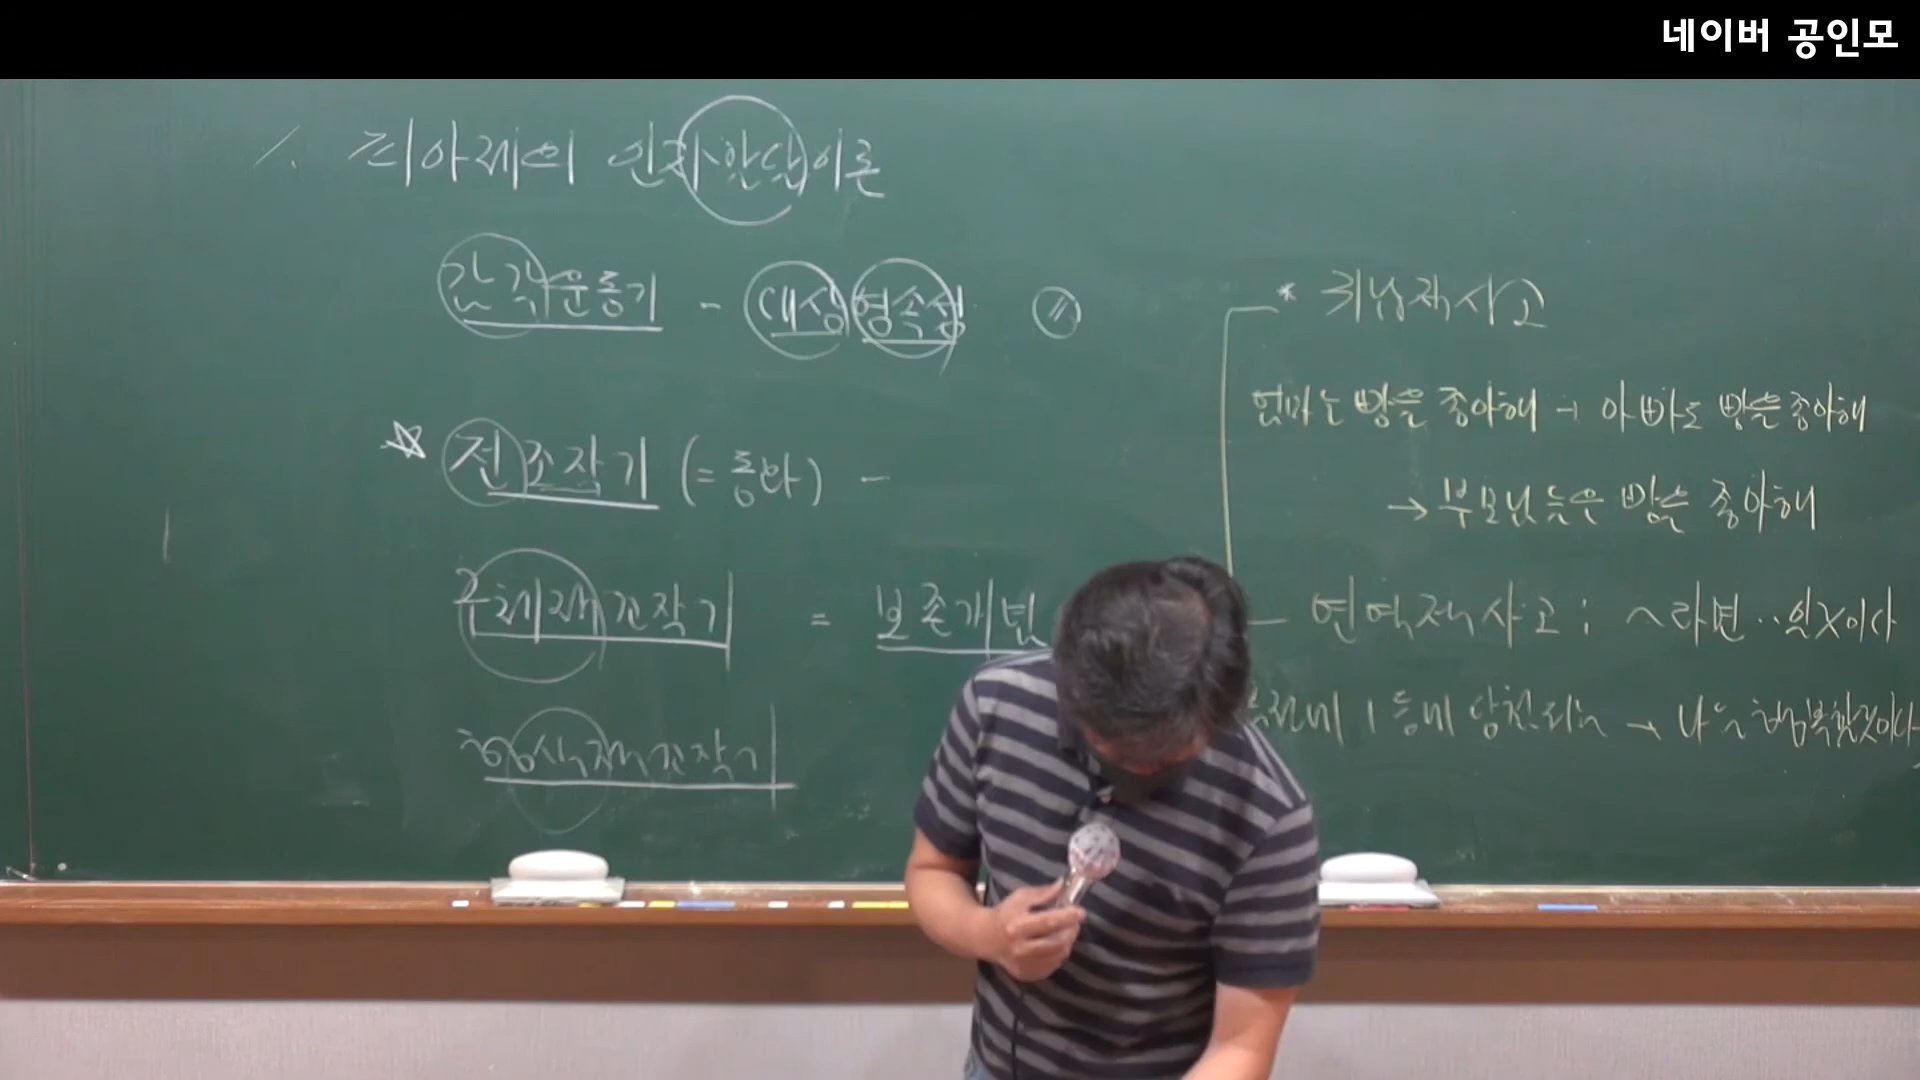 네이버 공인모
1. 피아제의 인지발달이론
감각운동기 - 대상영속성 //
☆ 전조작기 (= 동화) -
구체적조작기 = 보존개념
형식적조작기
* 귀납적사고
엄마는 빵을 좋아해 → 아빠도 빵을 좋아해
→ 부모님들은 빵을 좋아해
연역적사고 ; ~라면 ‥ 일것이다
1등에 당첨되는 → 나는 행복할것이다